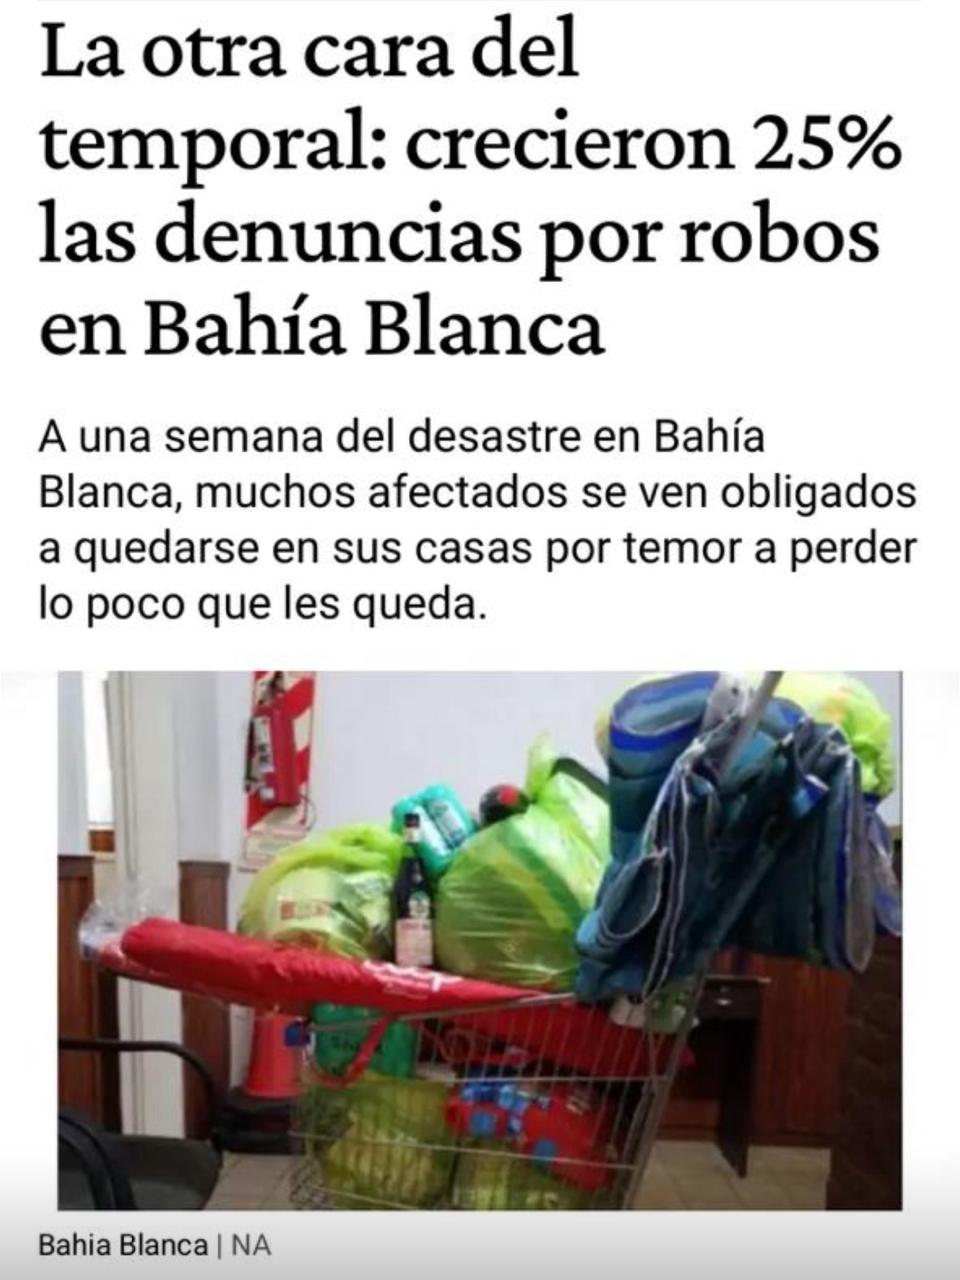 La otra cara del
temporal: crecieron 25%
las denuncias por robos
en Bahía Blanca
A una semana del desastre en Bahía
Blanca, muchos afectados se ven obligados
a quedarse en sus casas por temor a perder
lo poco que les queda.
Bahia Blanca | NA